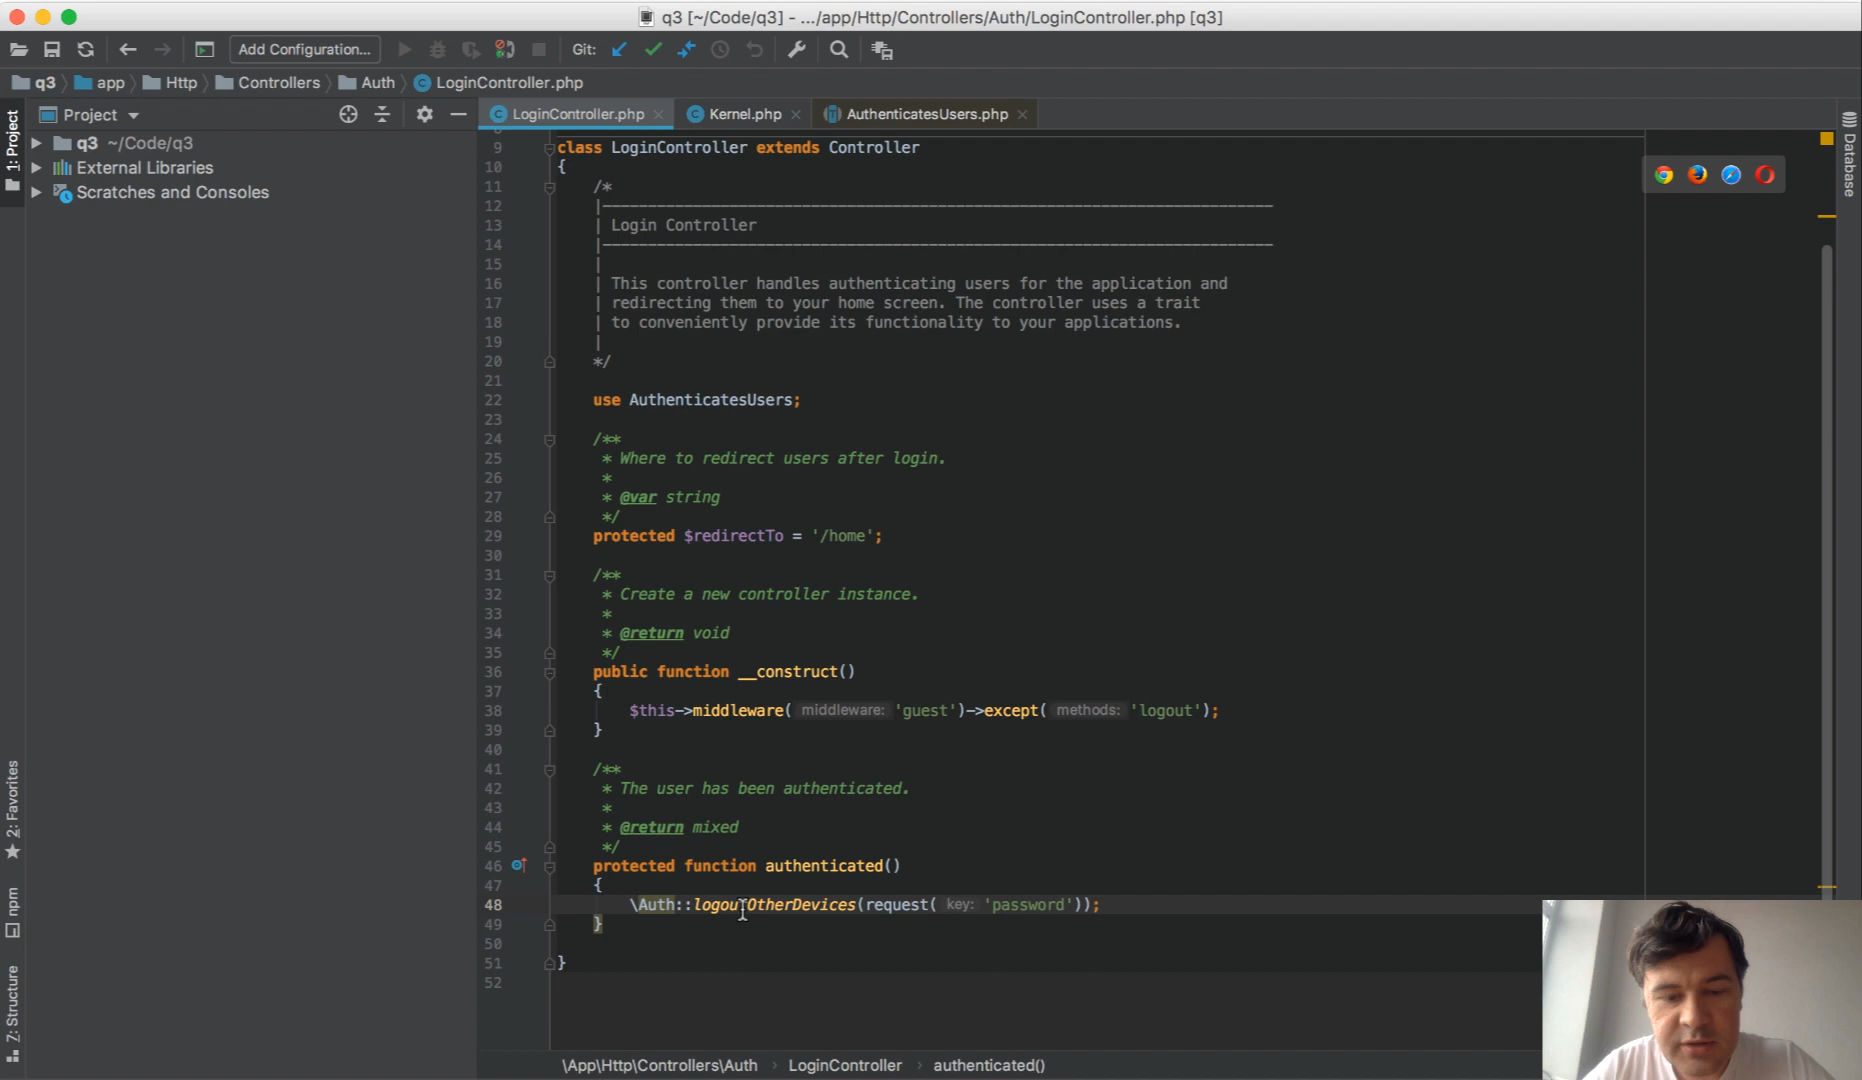 q3 [~/Code/q3] - .../app/Http/Controllers/Auth/LoginController.php [q3]
Add Configuration...
Git:
q3
app
Http
Controllers
Auth
LoginController.php
1: Project
Project
LoginController.php
Kernel.php
AuthenticatesUsers.php
Database
q3 ~/Code/q3
External Libraries
Scratches and Consoles
9 class LoginController extends Controller
10 {
11 /*
12 |--------------------------------------------------------------------------
13 | Login Controller
14 |--------------------------------------------------------------------------
15 |
16 | This controller handles authenticating users for the application and
17 | redirecting them to your home screen. The controller uses a trait
18 | to conveniently provide its functionality to your applications.
19 |
20 */
21
22 use AuthenticatesUsers;
23
24 /**
25 * Where to redirect users after login.
26 *
27 * @var string
28 */
29 protected $redirectTo = '/home';
30
31 /**
32 * Create a new controller instance.
33 *
34 * @return void
35 */
36 public function __construct()
37 {
38 $this->middleware( middleware: 'guest')->except( methods: 'logout');
39 }
40
41 /**
42 * The user has been authenticated.
43 *
44 * @return mixed
45 */
46 protected function authenticated()
47 {
48 \Auth::logoutOtherDevices(request( key: 'password'));
49 }
50
51 }
52
2: Favorites
npm
7: Structure
\App\Http\Controllers\Auth › LoginController › authenticated()